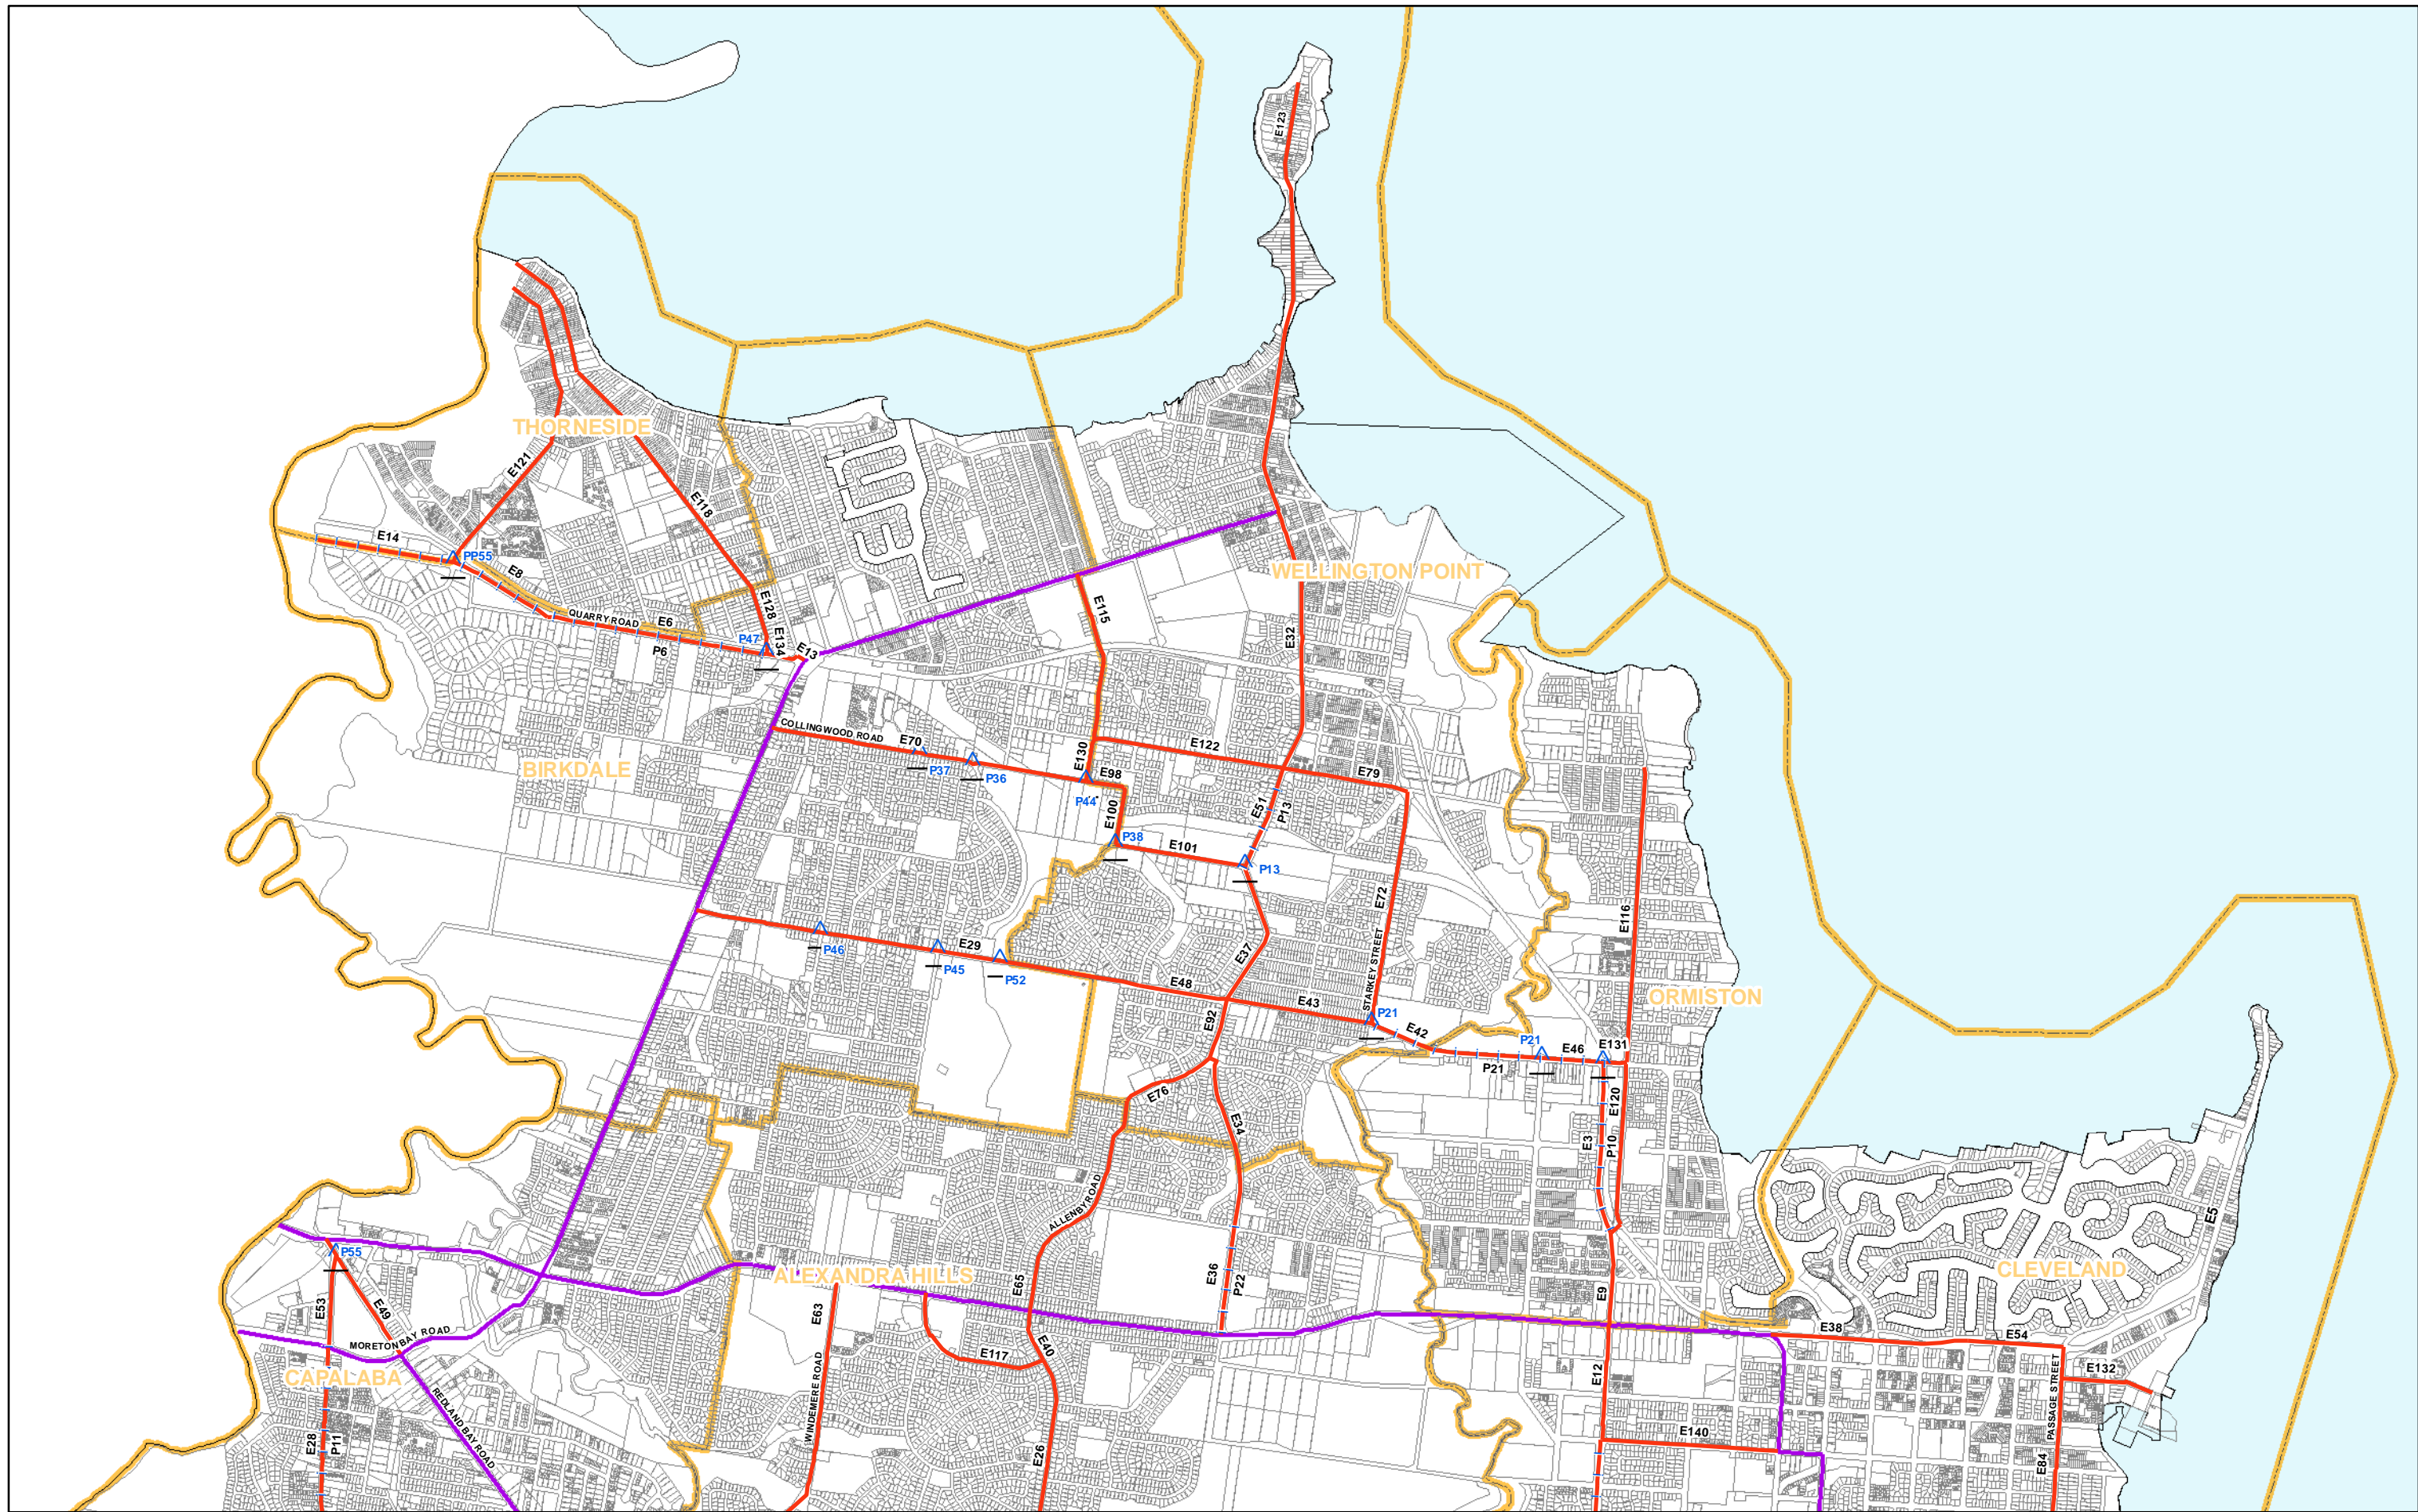 E123
THORNESIDE
E121
E118
E14
PP55
E8
QUARRY ROAD
E6
P6
P47
E128
E134
E13
WELLINGTON POINT
E115
E32
COLLINGWOOD ROAD
E70
P37
P36
E130
E98
P44
E122
E79
BIRKDALE
E100
P38
E101
E51
P13
P13
E72
STARKEY STREET
E116
P46
E29
P45
P52
E48
E37
E43
ORMISTON
E92
P21
E42
P21
P21
E46
E131
E76
E34
E120
E3
P10
ALLENBY ROAD
E5
P55
E53
E49
MORETON BAY ROAD
CAPALABA
REDLAND BAY ROAD
E28
P11
ALEXANDRA HILLS
E63
WINDEMERE ROAD
E65
E117
E40
E26
E36
P22
E9
CLEVELAND
E38
E54
E132
E12
PASSAGE STREET
E140
E84